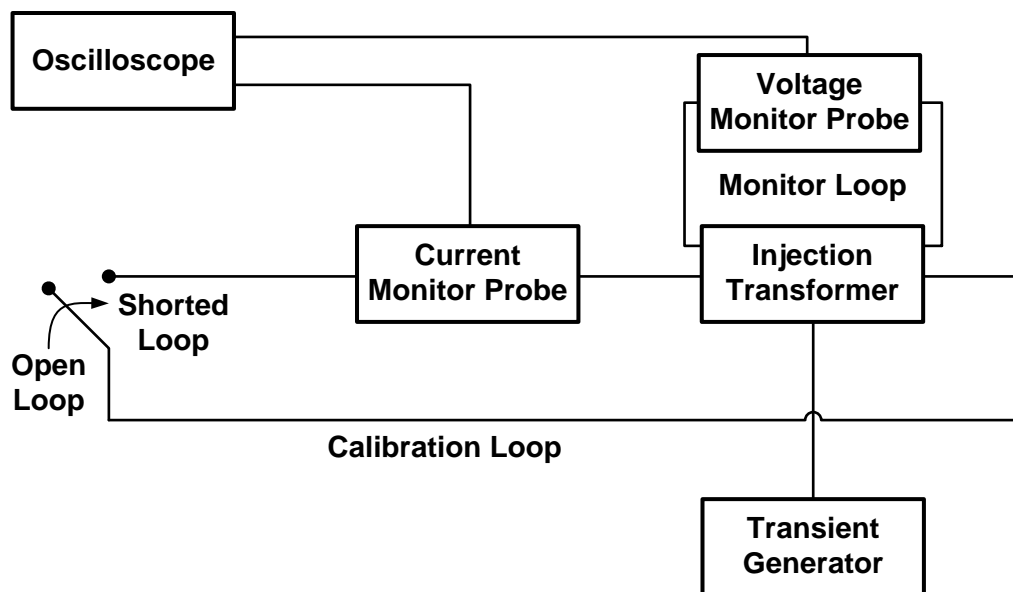 Oscilloscope
Voltage
Monitor Probe
Monitor Loop
Current
Monitor Probe
Injection
Transformer
Shorted
Loop
Open
Loop
Calibration Loop
Transient
Generator